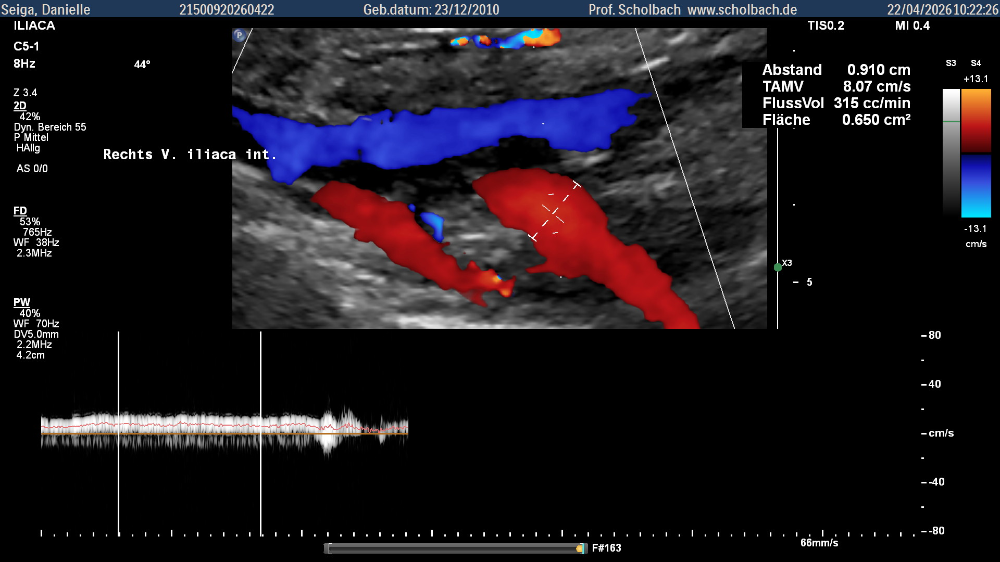 Seiga, Danielle 21500920260422 Geb.datum: 23/12/2010 Prof. Scholbach www.scholbach.de 22/04/2026 10:22:26
ILIACA TIS0.2 MI 0.4
C5-1
8Hz 44°
P
S3 S4
+13.1
Abstand 0.910 cm
TAMV 8.07 cm/s
FlussVol 315 cc/min
Fläche 0.650 cm²
Z 3.4
2D
42%
Dyn. Bereich 55
P Mittel
HAllg
Rechts V. iliaca int.
AS 0/0
FD
53%
765Hz
WF 38Hz
2.3MHz
-13.1
cm/s
X3
5
PW
40%
WF 70Hz
DV5.0mm
2.2MHz
4.2cm
80
40
cm/s
-40
-80
66mm/s
F#163